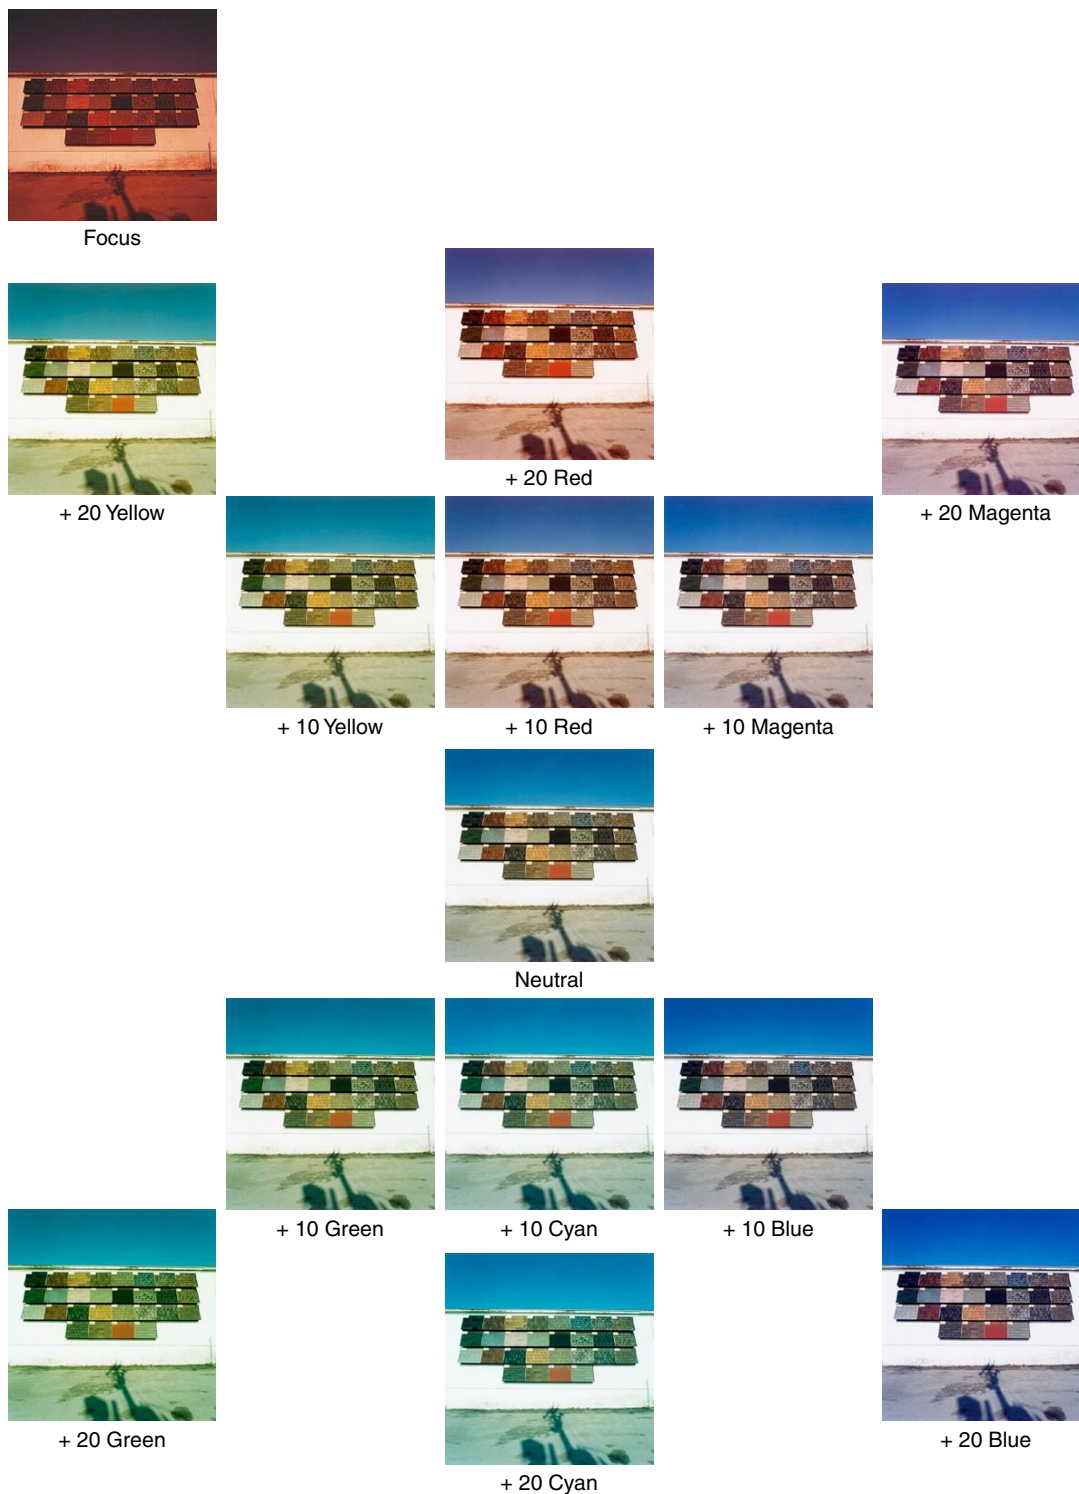 Focus
+ 20 Red
+ 20 Yellow
+ 20 Magenta
+ 10 Yellow
+ 10 Red
+ 10 Magenta
Neutral
+ 10 Green
+ 10 Cyan
+ 10 Blue
+ 20 Green
+ 20 Blue
+ 20 Cyan